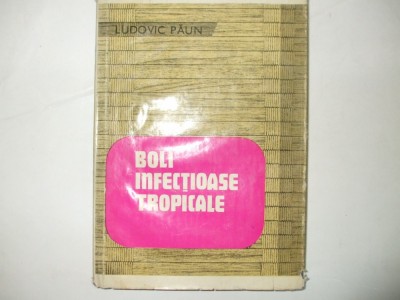 LUDOVIC PĂUN
BOLI
INFECȚIOASE
TROPICALE